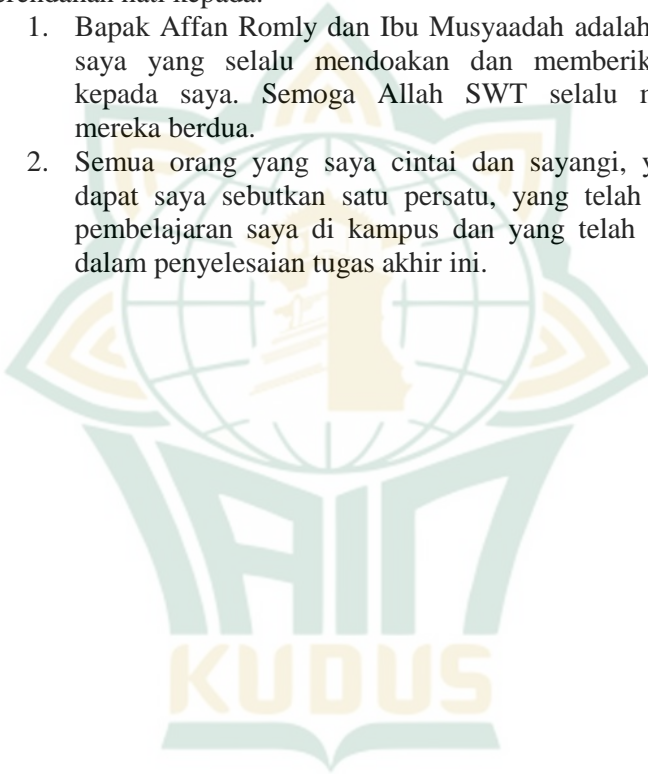 kepada:
1. Bapak Affan Romly dan Ibu Musyaadah adalah
saya yang selalu mendoakan dan
kepada saya. Semoga Allah SWT selalu
mereka berdua.
2. Semua orang yang saya cintai dan sayangi,
dapat saya sebutkan satu persatu, yang telah
pembelajaran saya di kampus dan yang telah
dalam penyelesaian tugas akhir ini.
IAIN
KUDUS